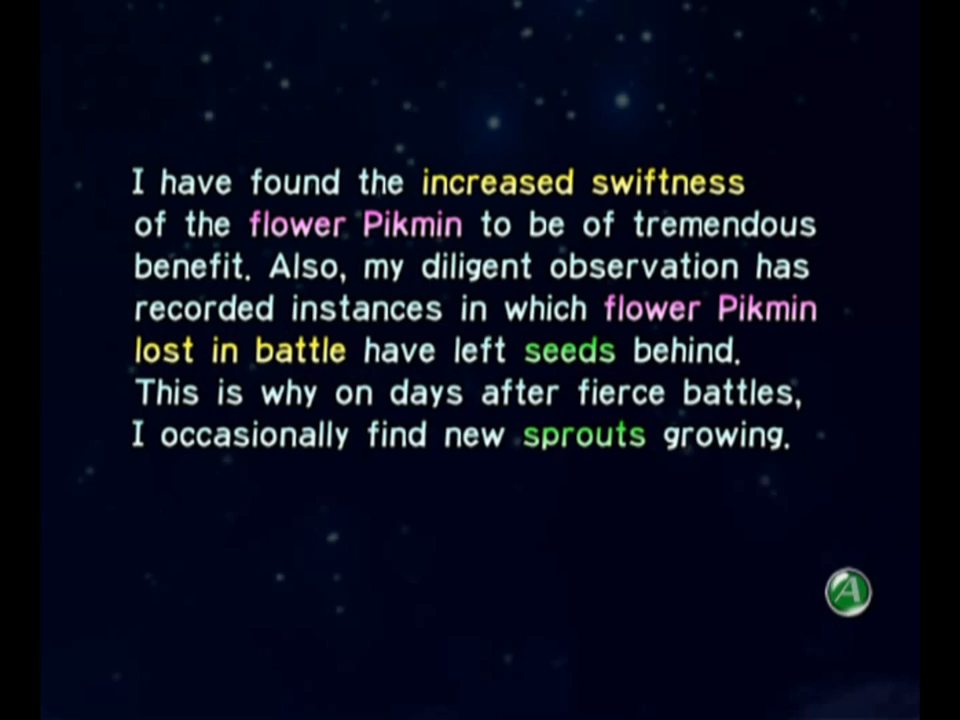 I have found the increased swiftness
of the flower Pikmin to be of tremendous
benefit. Also, my diligent observation has
recorded instances in which flower Pikmin
lost in battle have left seeds behind.
This is why on days after fierce battles,
I occasionally find new sprouts growing.
A